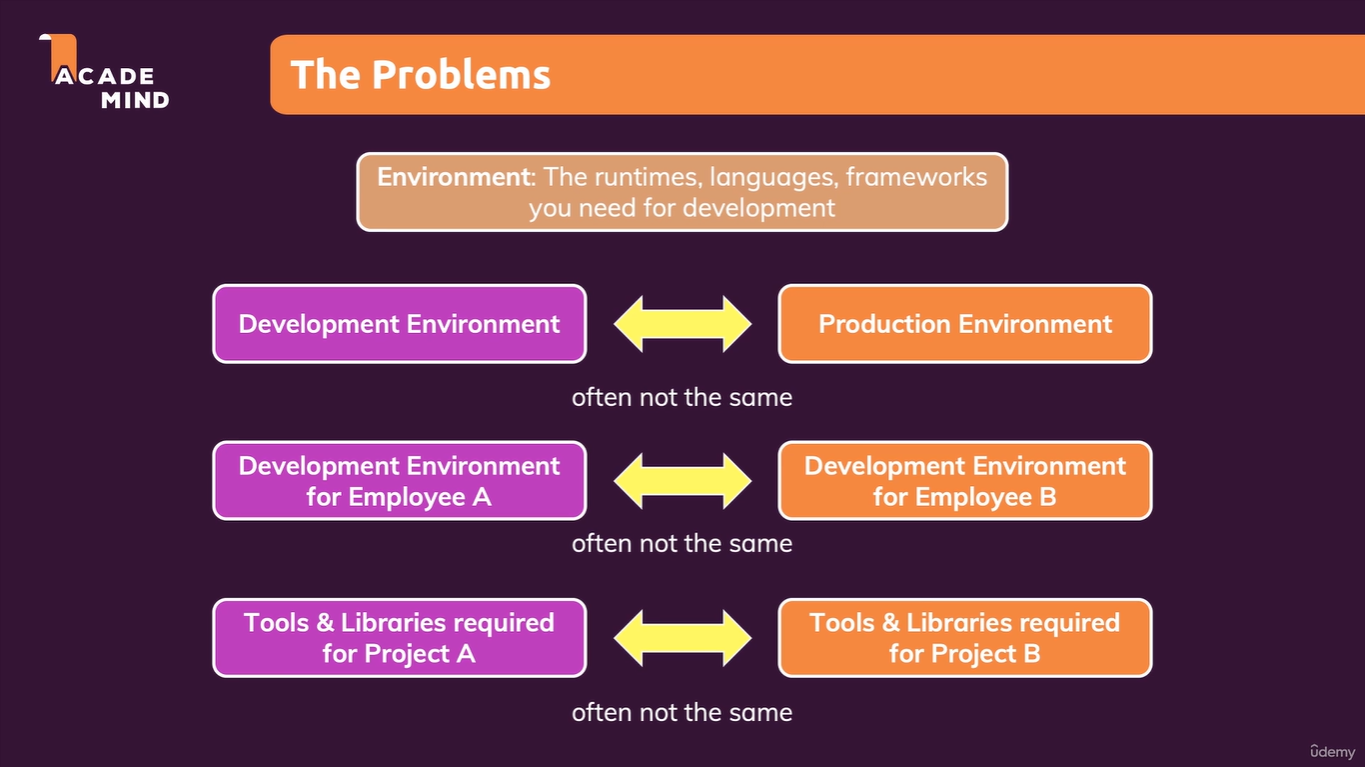 ACADE
MIND
The Problems
Environment: The runtimes, languages, frameworks
you need for development
Development Environment
Production Environment
often not the same
Development Environment
for Employee A
Development Environment
for Employee B
often not the same
Tools & Libraries required
for Project A
Tools & Libraries required
for Project B
often not the same
ûdemy